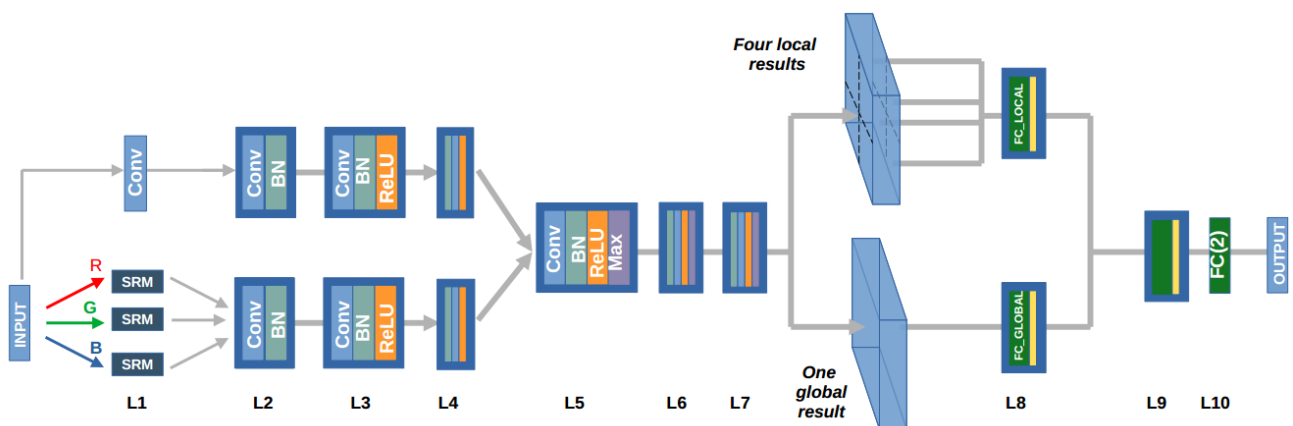 Four local
results
Conv
Conv
BN
Conv
BN
ReLU
FC_LOCAL
INPUT
R
G
B
SRM
SRM
SRM
Conv
BN
Conv
BN
ReLU
Conv
BN
ReLU
Max
FC_GLOBAL
FC(2)
OUTPUT
One
global
result
L1
L2
L3
L4
L5
L6
L7
L8
L9
L10